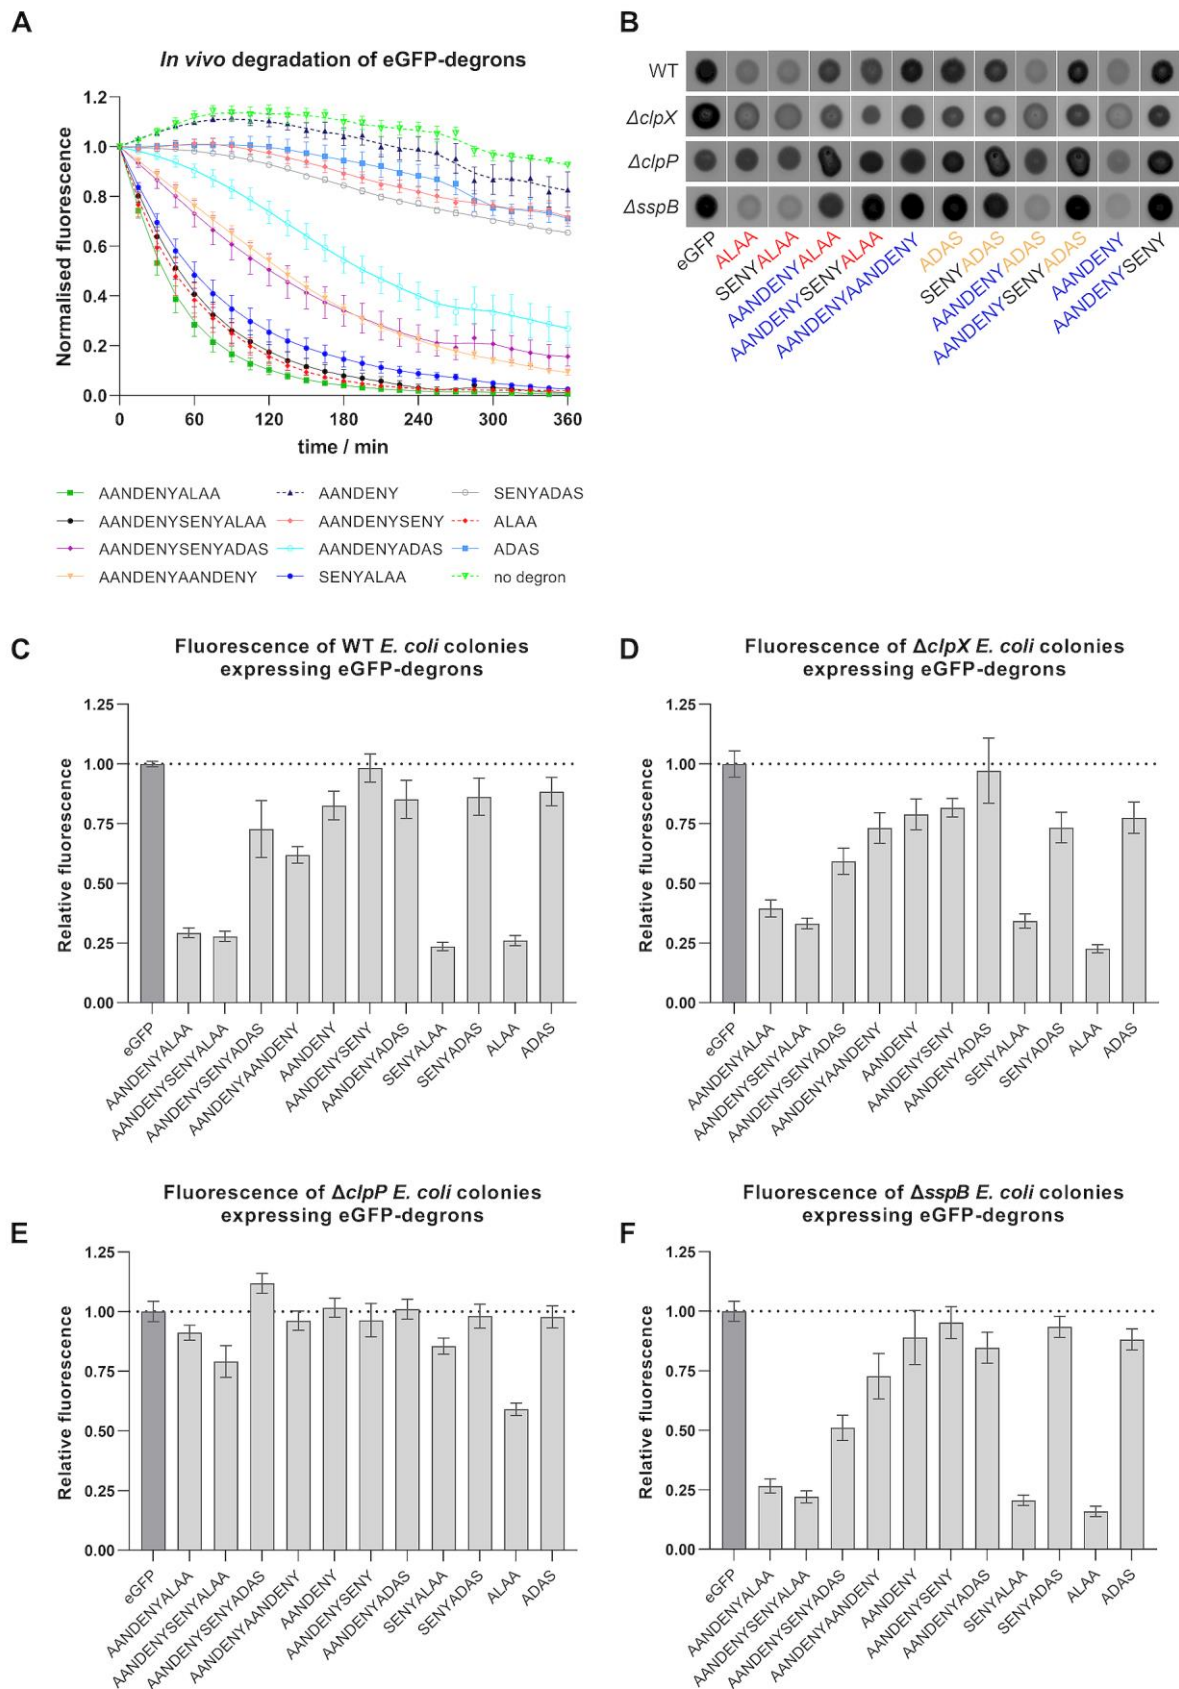 A
In vivo degradation of eGFP-degrons
Normalised fluorescence
1.2
1.0
0.8
0.6
0.4
0.2
0.0
0 60 120 180 240 300 360
time / min
AANDENYALAA AANDENY SENYADAS
AANDENYSENYALAA AANDENYSENY ALAA
AANDENYSENYADAS AANDENYADAS ADAS
AANDENYAANDENY SENYALAA no degron
B
WT
ΔclpX
ΔclpP
ΔsspB
eGFP
ALAA
SENYALAA
AANDENYALAA
AANDENYSENYALAA
AANDENYAANDENY
ADAS
SENYADAS
AANDENYADAS
AANDENYSENYADAS
AANDENY
AANDENYSENY
C
Fluorescence of WT E. coli colonies
expressing eGFP-degrons
Relative fluorescence
1.25
1.00
0.75
0.50
0.25
0.00
eGFP
AANDENYALAA
AANDENYSENYALAA
AANDENYSENYADAS
AANDENYAANDENY
AANDENY
AANDENYSENY
AANDENYADAS
SENYALAA
SENYADAS
ALAA
ADAS
D
Fluorescence of ΔclpX E. coli colonies
expressing eGFP-degrons
Relative fluorescence
1.25
1.00
0.75
0.50
0.25
0.00
eGFP
AANDENYALAA
AANDENYSENYALAA
AANDENYSENYADAS
AANDENYAANDENY
AANDENY
AANDENYSENY
AANDENYADAS
SENYALAA
SENYADAS
ALAA
ADAS
E
Fluorescence of ΔclpP E. coli colonies
expressing eGFP-degrons
Relative fluorescence
1.25
1.00
0.75
0.50
0.25
0.00
eGFP
AANDENYALAA
AANDENYSENYALAA
AANDENYSENYADAS
AANDENYAANDENY
AANDENY
AANDENYSENY
AANDENYADAS
SENYALAA
SENYADAS
ALAA
ADAS
F
Fluorescence of ΔsspB E. coli colonies
expressing eGFP-degrons
Relative fluorescence
1.25
1.00
0.75
0.50
0.25
0.00
eGFP
AANDENYALAA
AANDENYSENYALAA
AANDENYSENYADAS
AANDENYAANDENY
AANDENY
AANDENYSENY
AANDENYADAS
SENYALAA
SENYADAS
ALAA
ADAS